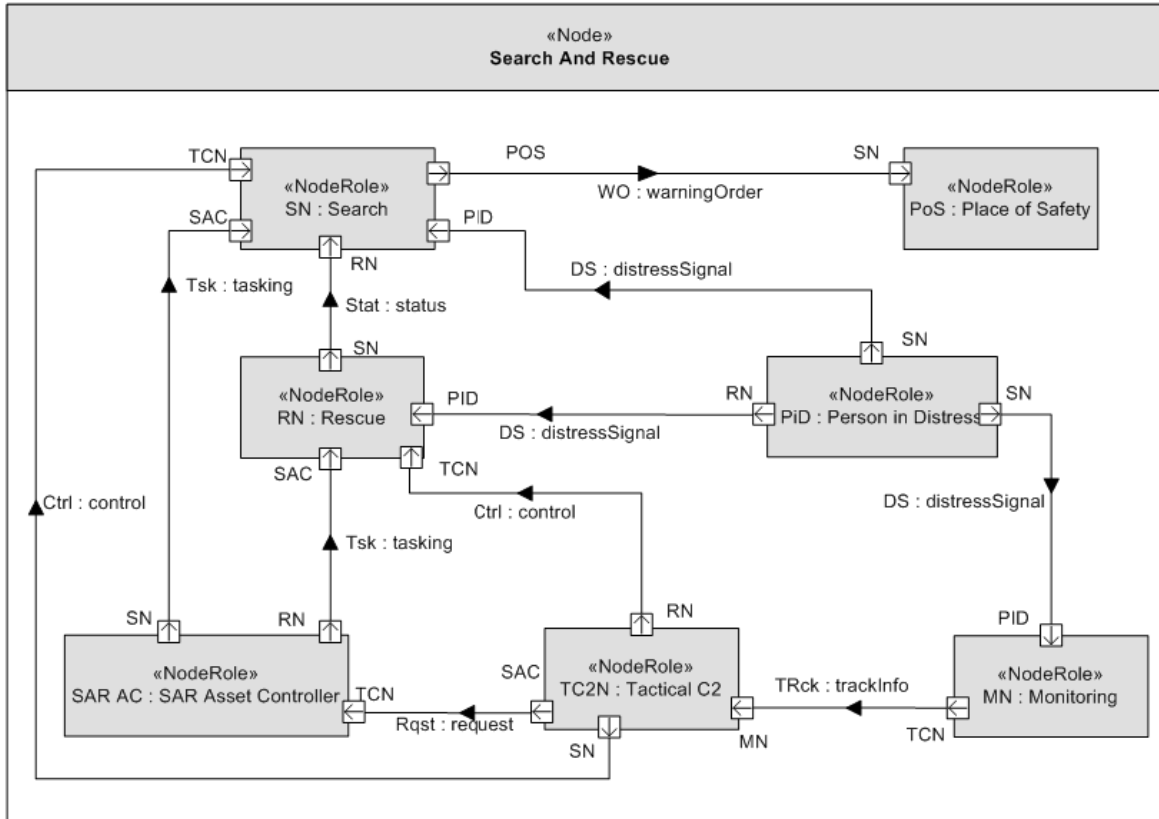 «Node»
Search And Rescue
TCN
POS
SN
«NodeRole»
SN : Search
WO : warningOrder
«NodeRole»
PoS : Place of Safety
SAC
PID
RN
DS : distressSignal
Tsk : tasking
Stat : status
SN
SN
«NodeRole»
RN : Rescue
PID
RN
«NodeRole»
PiD : Person in Distress
SN
DS : distressSignal
SAC
TCN
Ctrl : control
Ctrl : control
DS : distressSignal
Tsk : tasking
SN
RN
RN
PID
«NodeRole»
SAR AC : SAR Asset Controller
TCN
SAC
«NodeRole»
TC2N : Tactical C2
TRck : trackInfo
«NodeRole»
MN : Monitoring
Rqst : request
SN
MN
TCN